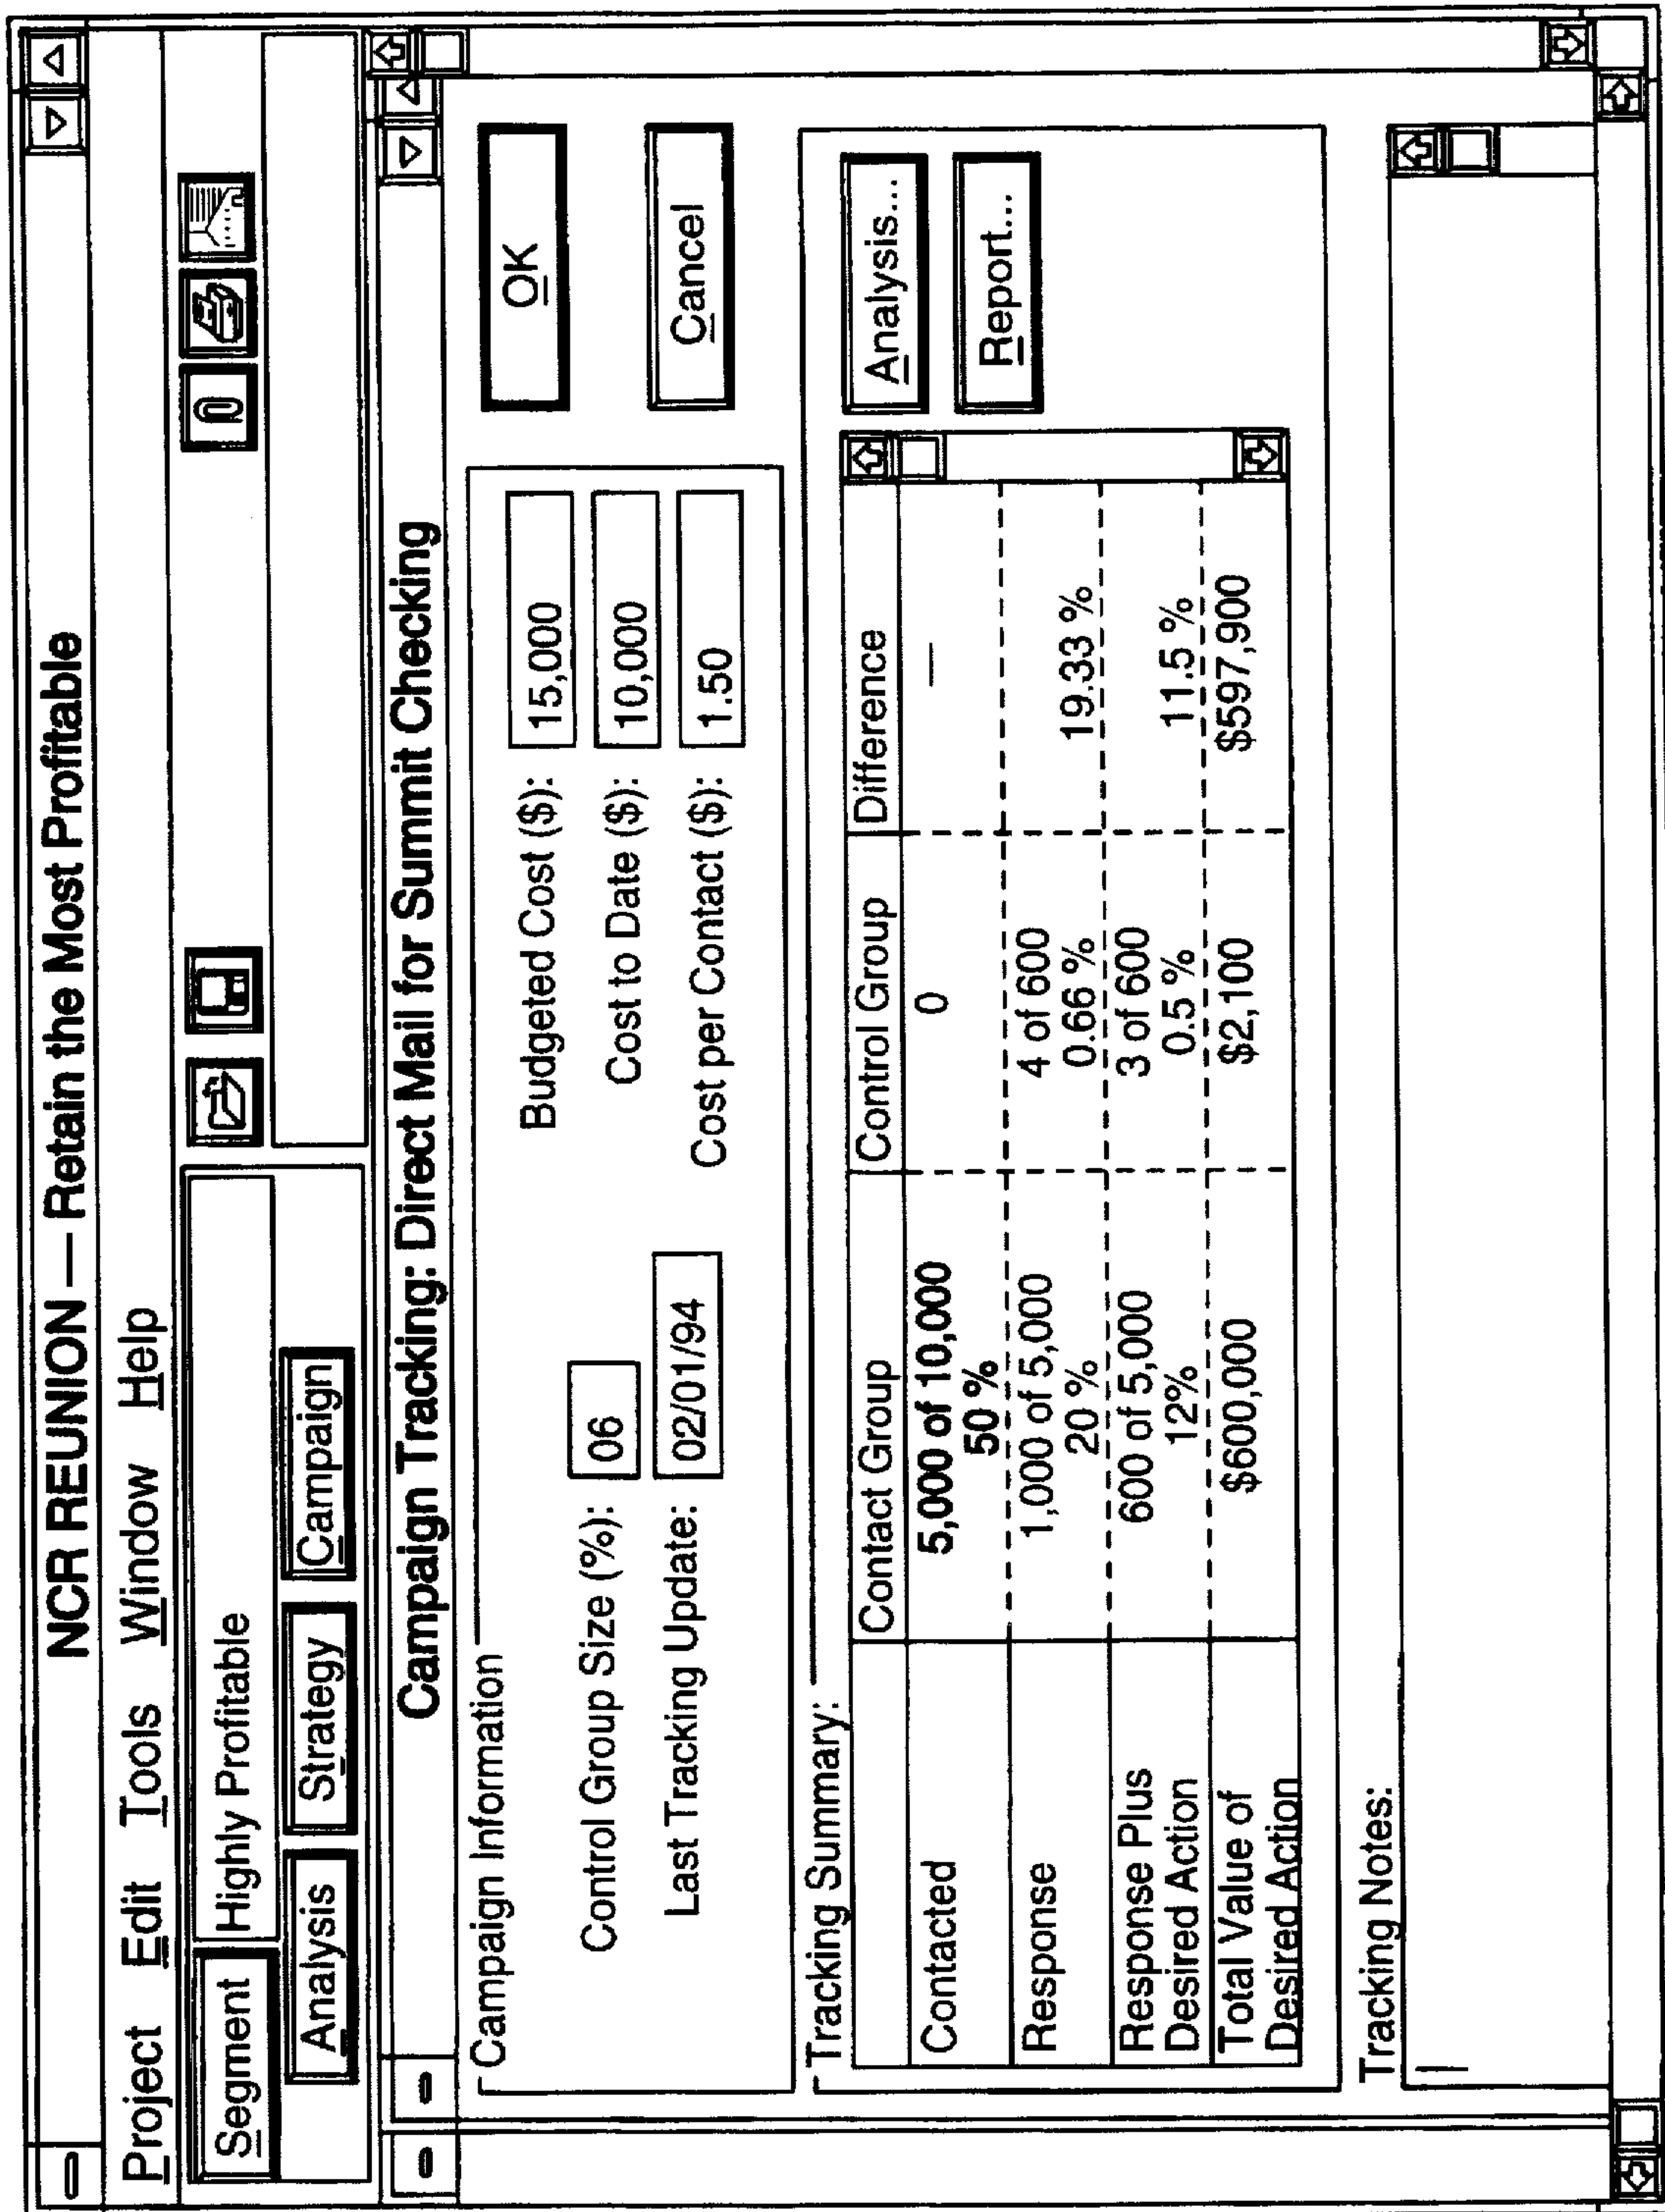 NCR REUNION — Retain the Most Profitable
Project Edit Tools Window Help
Segment Highly Profitable
Analysis Strategy Campaign
Campaign Tracking: Direct Mail for Summit Checking
Campaign Information
Budgeted Cost ($): 15,000
OK
Control Group Size (%): 06
Cost to Date ($): 10,000
Last Tracking Update: 02/01/94
Cost per Contact ($): 1.50
Cancel
Tracking Summary:
Contact Group Control Group Difference
Analysis...
Contacted 5,000 of 10,000 0 —
50 %
Report...
Response 1,000 of 5,000 4 of 600
20 % 0.66 % 19.33 %
Response Plus 600 of 5,000 3 of 600
Desired Action 12% 0.5 % 11.5 %
Total Value of $600,000 $2,100 $597,900
Desired Action
Tracking Notes: